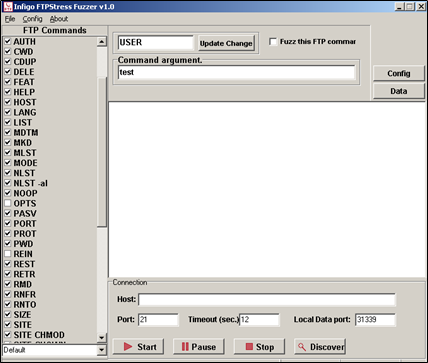 Infigo FTPStress Fuzzer v1.0
File Config About
FTP Commands
AUTH
CWD
CDUP
DELE
FEAT
HELP
HOST
LANG
LIST
MDTM
MKD
MLST
MODE
NLST
NLST -al
NOOP
OPTS
PASV
PORT
PROT
PWD
REIN
REST
RETR
RMD
RNFR
RNTO
SIZE
SITE
SITE CHMOD
SITE CHOWN
Default
USER
Update Change
Fuzz this FTP commar
Command argument.
test
Config
Data
Connection
Host:
Port: 21 Timeout (sec.) 12 Local Data port: 31339
Start Pause Stop Discover